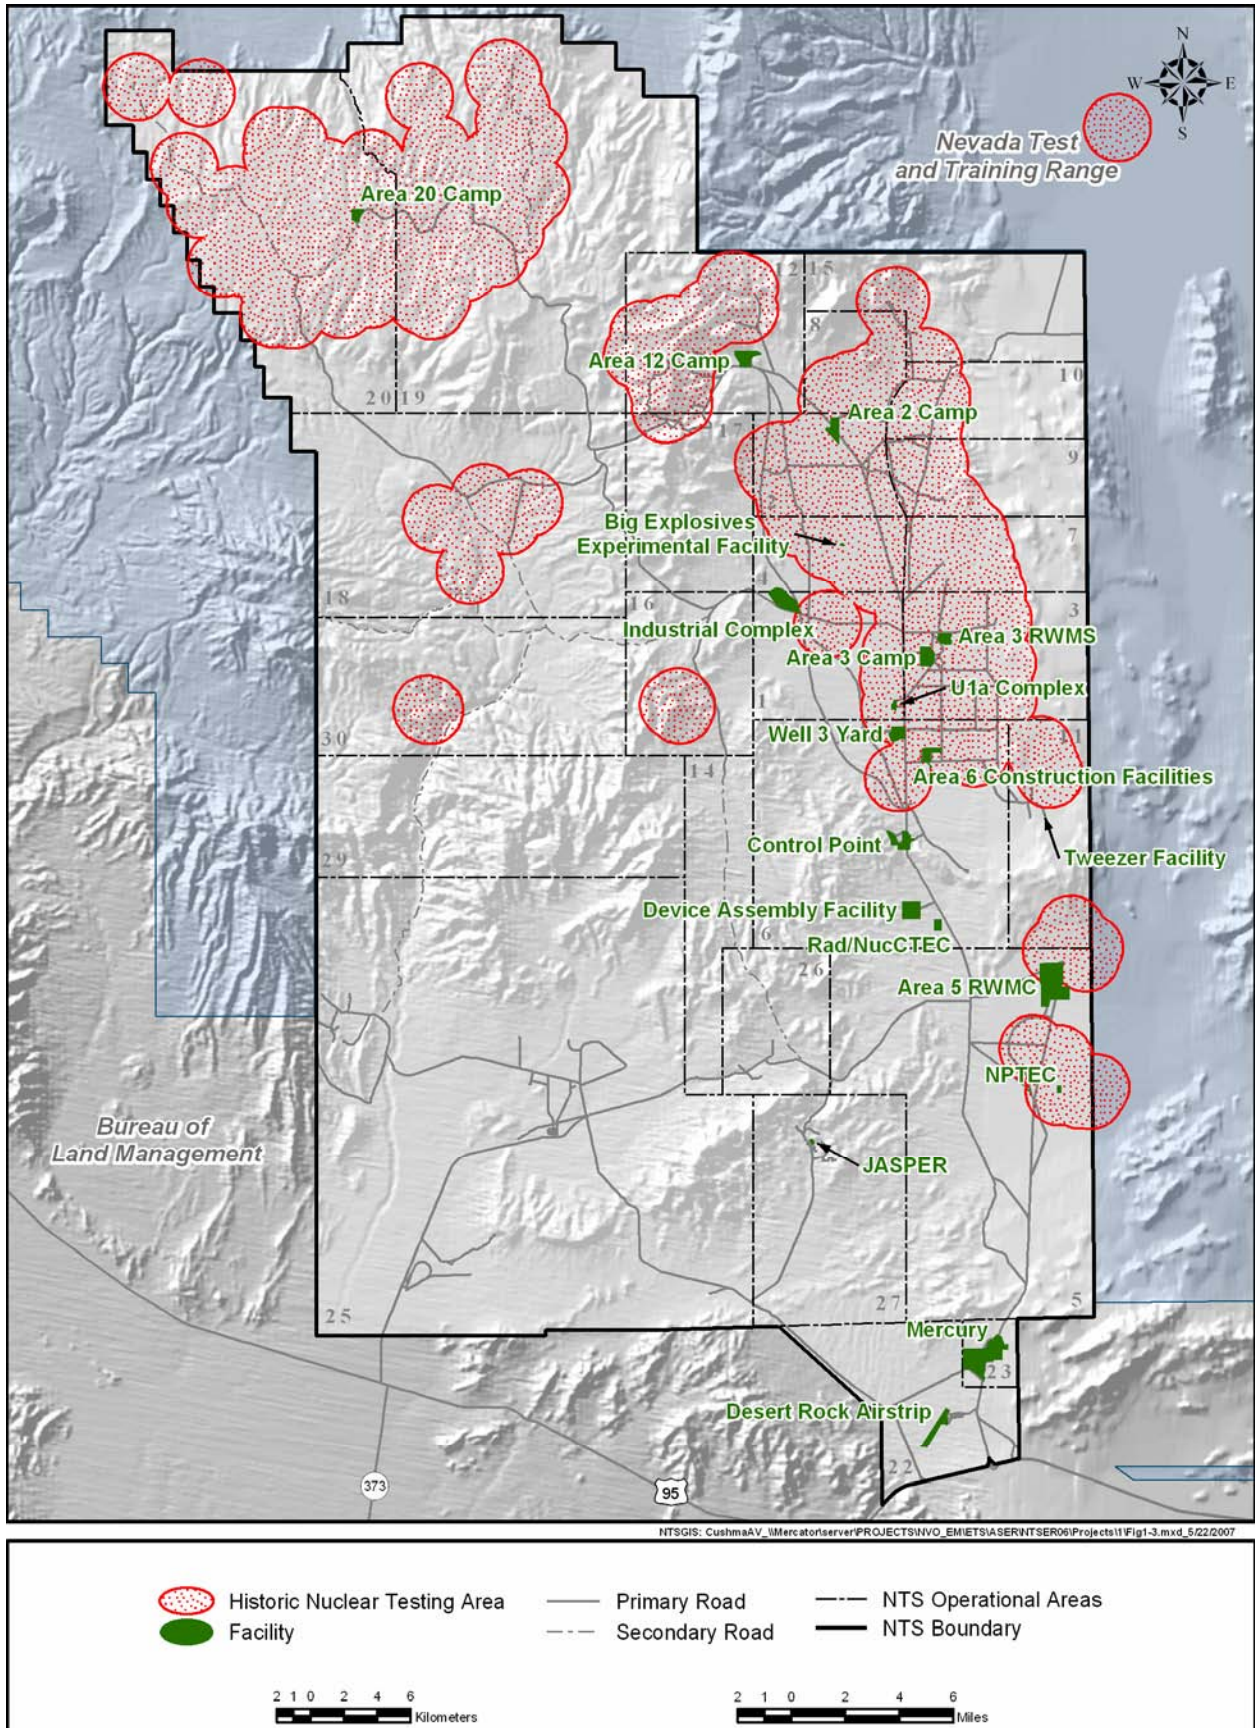 N
W E
S
Nevada Test
and Training Range
Area 20 Camp
12 15
8
Area 12 Camp
10
20 19
Area 2 Camp
17
9
2
Big Explosives
Experimental Facility
7
4
18
16
3
Industrial Complex
Area 3 RWMS
Area 3 Camp
U1a Complex
1
30
Well 3 Yard
11
14
Area 6 Construction Facilities
Control Point
Tweezer Facility
29
Device Assembly Facility
6
Rad/NucCTEC
26
Area 5 RWMC
NPTEC
Bureau of
Land Management
JASPER
25
27
5
Mercury
23
Desert Rock Airstrip
22
373
95
NTSGIS: CushmaAV_\\Mercator\server\PROJECTS\NVO_EM\ETS\ASER\NTSER06\Projects\1\Fig1-3.mxd_5/22/2007
Historic Nuclear Testing Area
Primary Road
NTS Operational Areas
Facility
Secondary Road
NTS Boundary
2 1 0 2 4 6
Kilometers
2 1 0 2 4 6
Miles